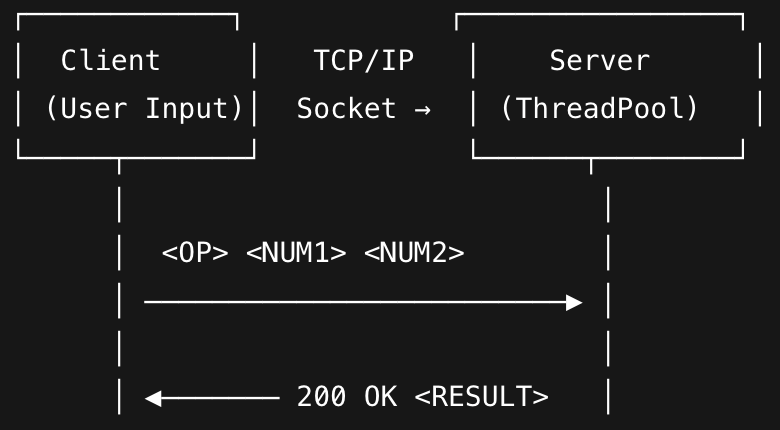 Client TCP/IP Server
(User Input) Socket → (ThreadPool)
<OP> <NUM1> <NUM2>
200 OK <RESULT>